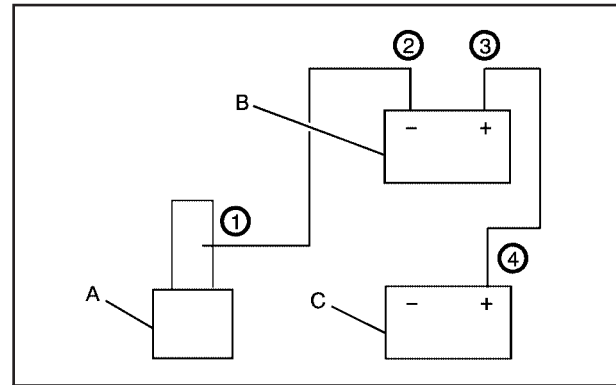 ② ③
B
− +
①
④
A
C
− +